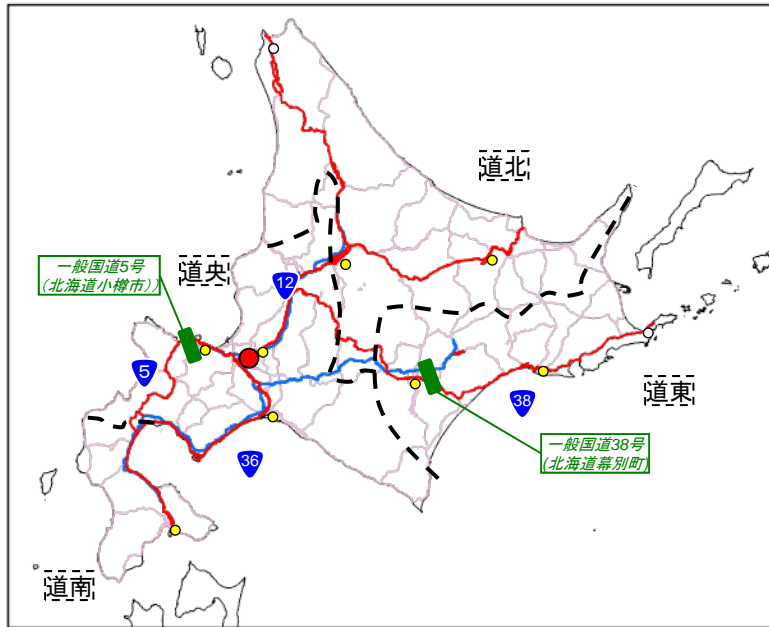 道北
道央
一般国道5号
(北海道小樽市))
12
5
38
道東
一般国道38号
(北海道幕別町)
36
道南